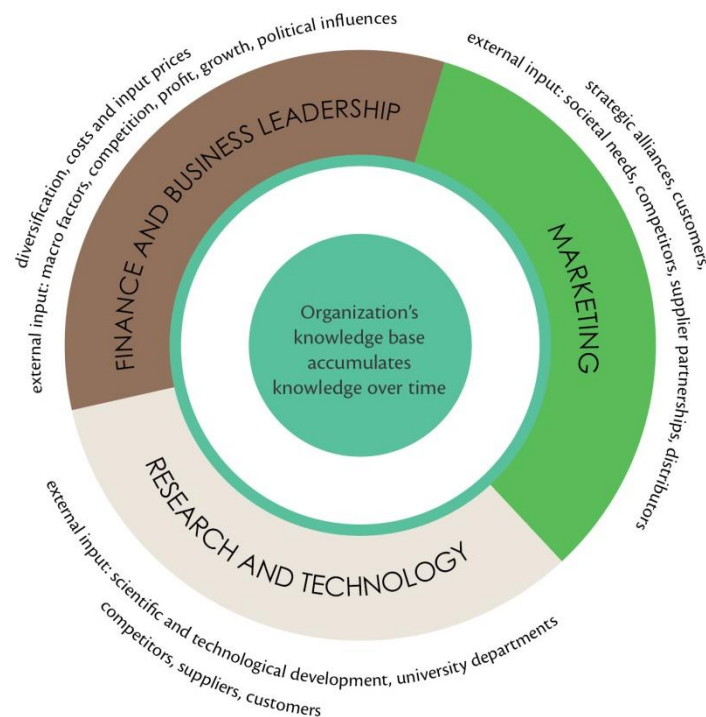 diversification, costs and input prices
external input: macro factors, competition, profit, growth, political influences
FINANCE AND BUSINESS LEADERSHIP
strategic alliances, customers,
external input: societal needs, competitors, supplier partnerships, distributors
MARKETING
Organization's
knowledge base
accumulates
knowledge over time
RESEARCH AND TECHNOLOGY
external input: scientific and technological development, university departments
competitors, suppliers, customers